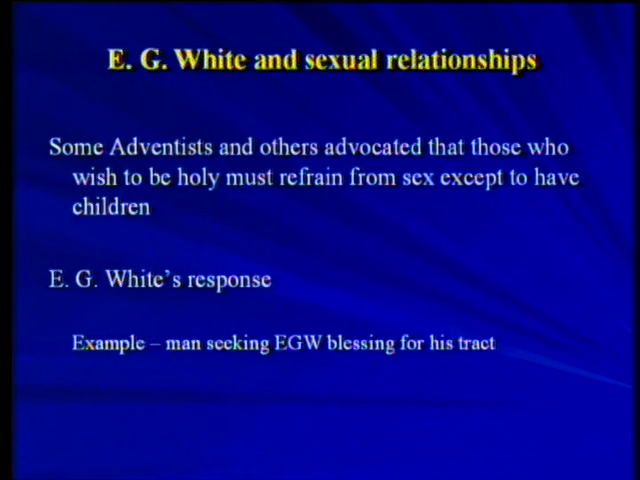 E. G. White and sexual relationships
Some Adventists and others advocated that those who
wish to be holy must refrain from sex except to have
children
E. G. White's response
Example – man seeking EGW blessing for his tract